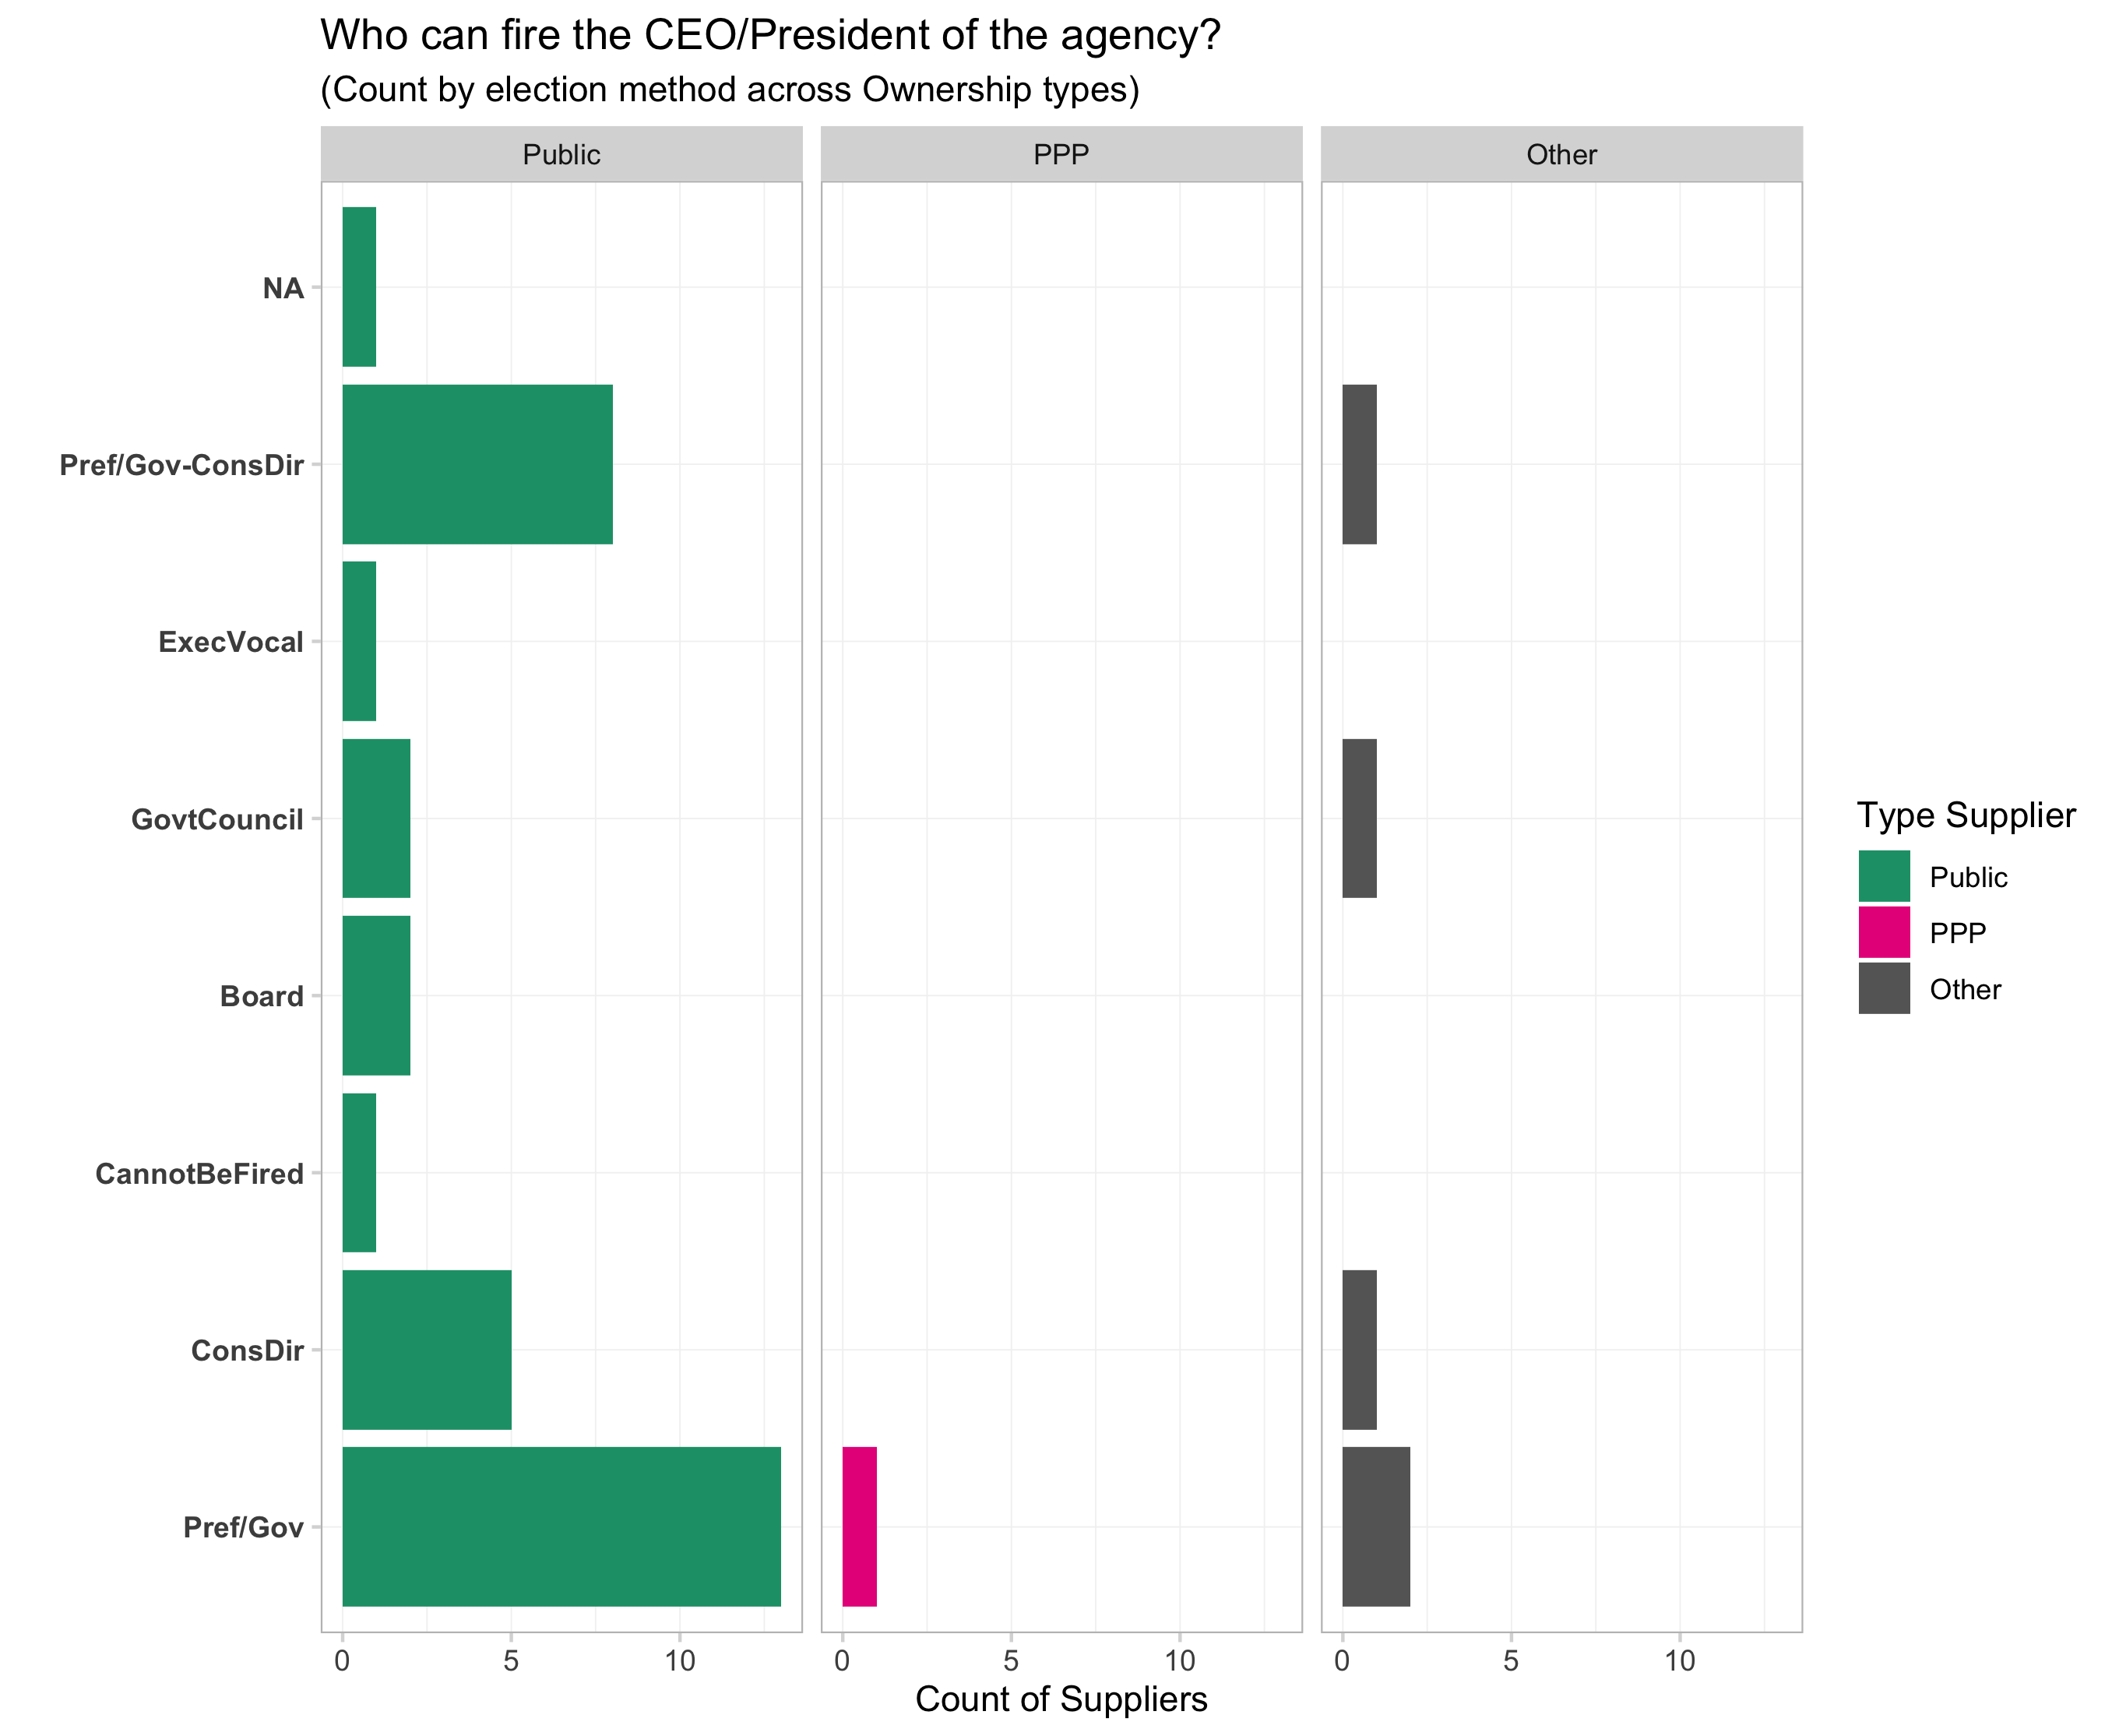 Who can fire the CEO/President of the agency?
(Count by election method across Ownership types)
Public
PPP
Other
NA
Pref/Gov-ConsDir
ExecVocal
GovtCouncil
Board
CannotBeFired
ConsDir
Pref/Gov
0 5 10
0 5 10
0 5 10
Count of Suppliers
Type Supplier
Public
PPP
Other